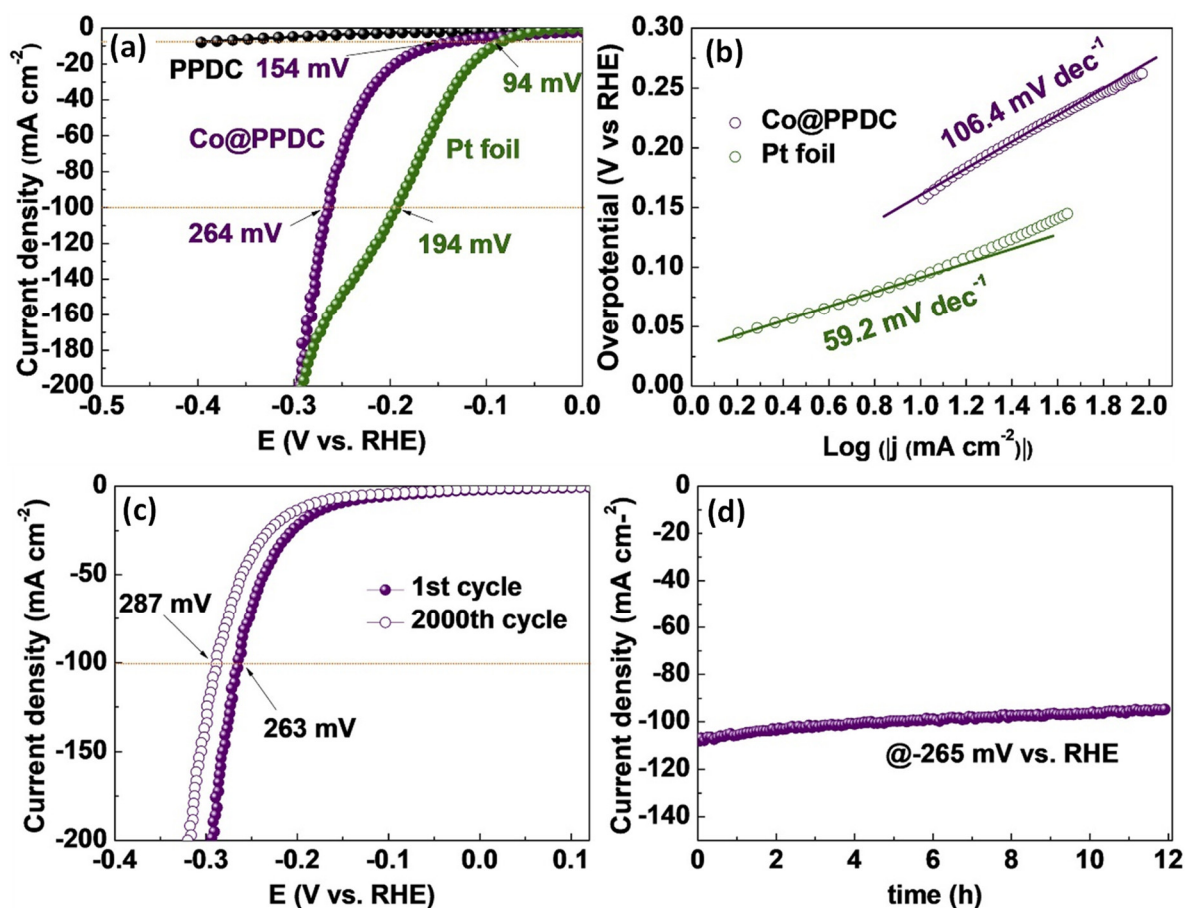 (a)
0
-20
-40
-60
-80
-100
-120
-140
-160
-180
-200
Current density (mA cm⁻²)
PPDC
154 mV
94 mV
Co@PPDC
Pt foil
264 mV
194 mV
-0.5
-0.4
-0.3
-0.2
-0.1
0.0
E (V vs. RHE)
(b)
0.30
0.25
0.20
0.15
0.10
0.05
0.00
Overpotential (V vs RHE)
Co@PPDC
Pt foil
106.4 mV dec⁻¹
59.2 mV dec⁻¹
0.0 0.2 0.4 0.6 0.8 1.0 1.2 1.4 1.6 1.8 2.0
Log (|j (mA cm⁻²)|)
(c)
0
-50
-100
-150
-200
Current density (mA cm⁻²)
1st cycle
2000th cycle
287 mV
263 mV
-0.4
-0.3
-0.2
-0.1
0.0
0.1
E (V vs. RHE)
(d)
0
-20
-40
-60
-80
-100
-120
-140
Current density (mA cm-²)
@-265 mV vs. RHE
0 2 4 6 8 10 12
time (h)